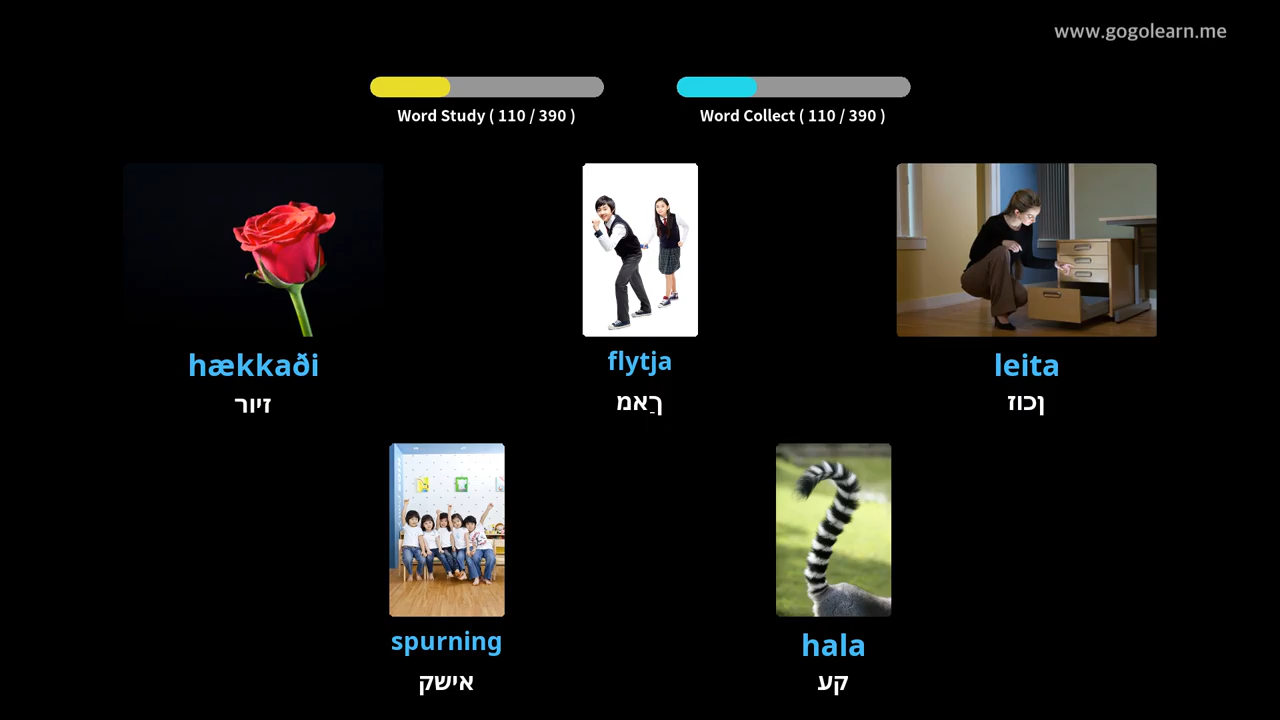 www.gogolearn.me
Word Study ( 110 / 390 )
Word Collect ( 110 / 390 )
hækkaði
flytja
leita
זיור
ךַאמ
ןכוז
spurning
hala
אישק
קע